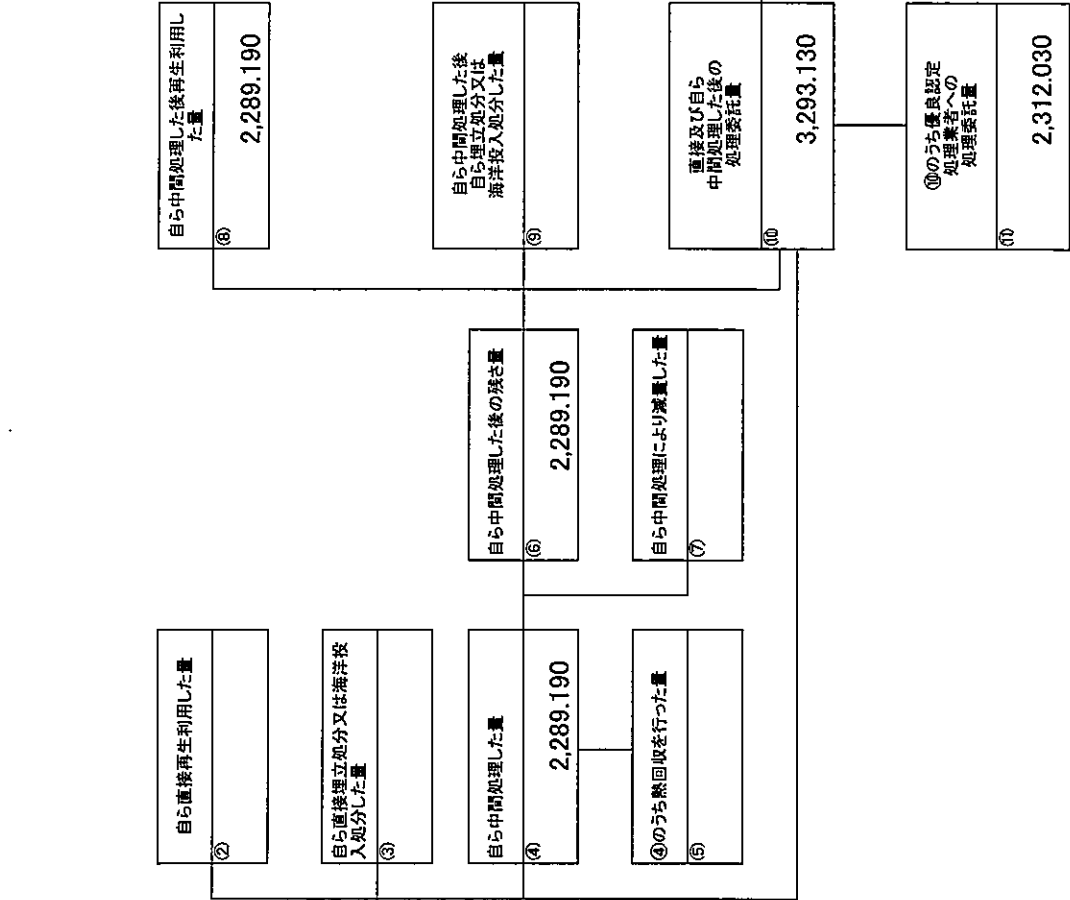 自ら直接再生利用した量
②
自ら直接埋立処分又は海洋投
入処分した量
③
自ら中間処理した量
④
2,289.190
④のうち熱回収を行った量
⑤
自ら中間処理した後の残さ量
⑥
2,289.190
自ら中間処理により減量した量
⑦
自ら中間処理した後再生利用し
た量
⑧
2,289.190
自ら中間処理した後
自ら埋立処分又は
海洋投入処分した量
⑨
直接及び自ら
中間処理した後の
処理委託量
⑩
3,293.130
⑩のうち優良認定
処理業者への
処理委託量
⑪
2,312.030